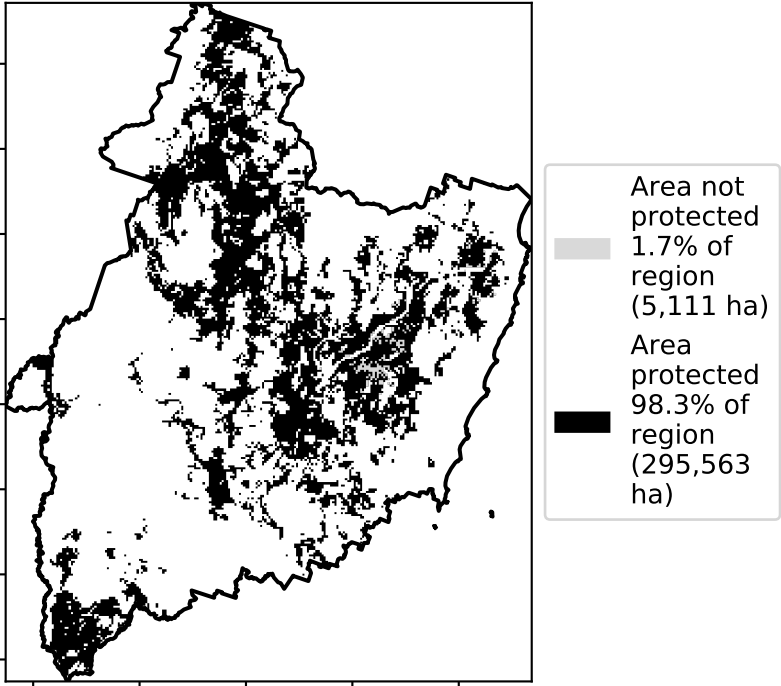 Area not
protected
1.7% of
region
(5,111 ha)
Area
protected
98.3% of
region
(295,563
ha)